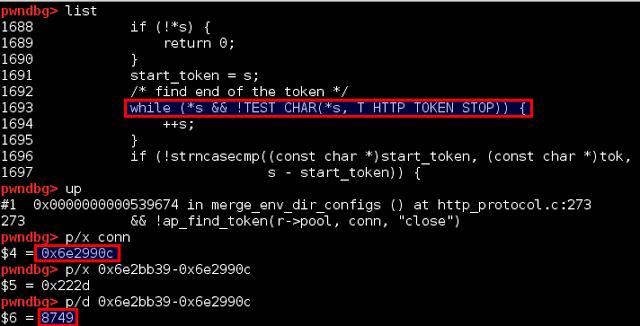 pwndbg> list
1688 if (!*s) {
1689 return 0;
1690 }
1691 start_token = s;
1692 /* find end of the token */
1693 while (*s && !TEST_CHAR(*s, T_HTTP_TOKEN_STOP)) {
1694 ++s;
1695 }
1696 if (!strncasecmp((const char *)start_token, (const char *)tok,
1697 s - start_token)) {
pwndbg> up
#1 0x0000000000539674 in merge_env_dir_configs () at http_protocol.c:273
273 && !ap_find_token(r->pool, conn, "close")
pwndbg> p/x conn
$4 = 0x6e2990c
pwndbg> p/x 0x6e2bb39-0x6e2990c
$5 = 0x222d
pwndbg> p/d 0x6e2bb39-0x6e2990c
$6 = 8749